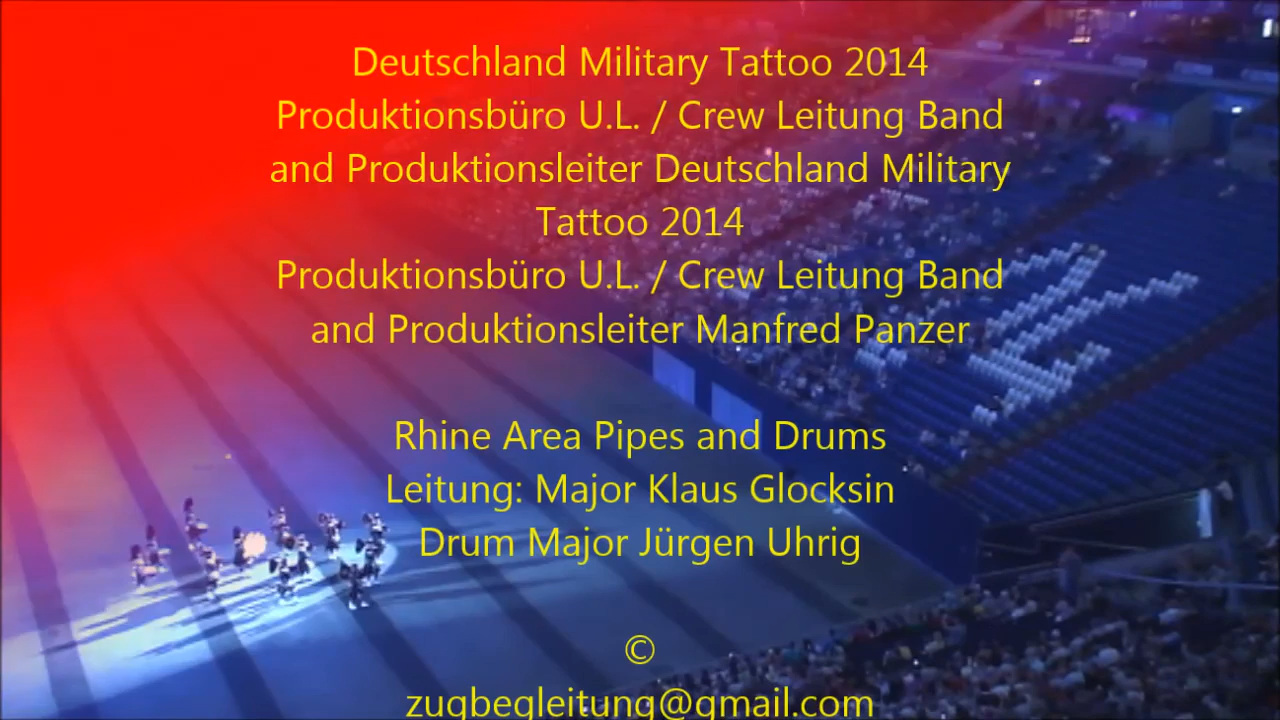 Deutschland Military Tattoo 2014
Produktionsbüro U.L. / Crew Leitung Band
and Produktionsleiter Deutschland Military
Tattoo 2014
Produktionsbüro U.L. / Crew Leitung Band
and Produktionsleiter Manfred Panzer
Rhine Area Pipes and Drums
Leitung: Major Klaus Glocksin
Drum Major Jürgen Uhrig
©
zugbegleitung@gmail.com